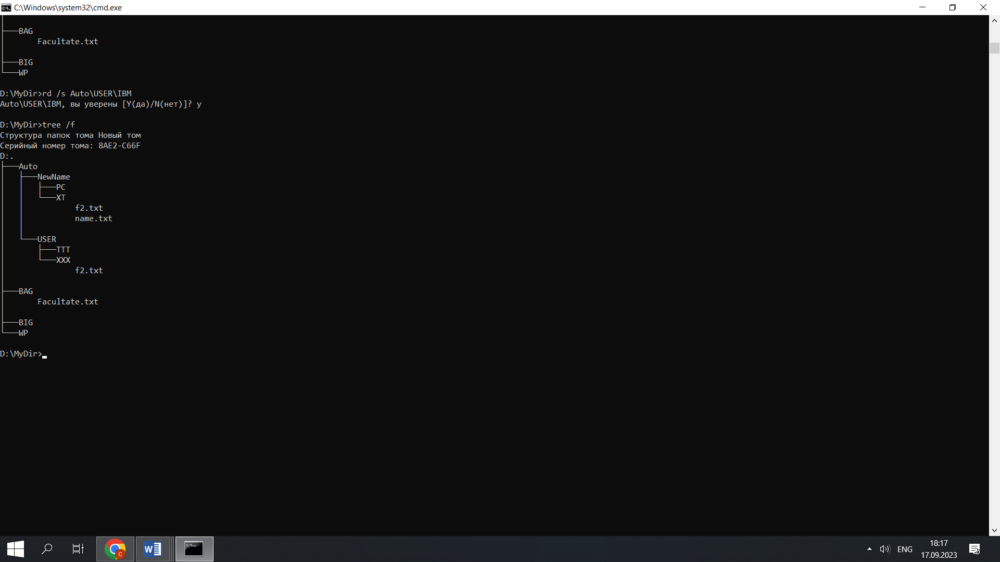 C:\Windows\system32\cmd.exe
├───BAG
        Facultate.txt
├───BIG
└───WP
D:\MyDir>rd /s Auto\USER\IBM
Auto\USER\IBM, вы уверены [Y(да)/N(нет)]? y
D:\MyDir>tree /f
Структура папок тома Новый том
Серийный номер тома: 8AE2-C66F
D:.
├───Auto
│   ├───NewName
│   │   ├───PC
│   │   └───XT
│   │           f2.txt
│   │           name.txt
│   └───USER
│       ├───TTT
│       └───XXX
│               f2.txt
├───BAG
│       Facultate.txt
├───BIG
└───WP
D:\MyDir>
ENG
18:17
17.09.2023